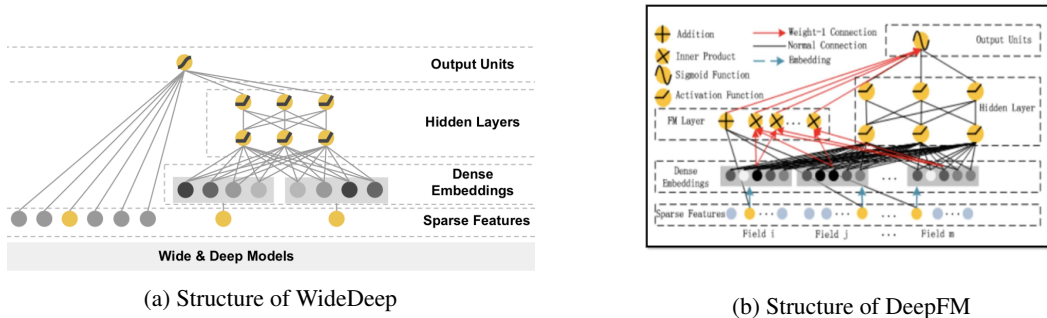 Output Units
Hidden Layers
Dense
Embeddings
Sparse Features
Wide & Deep Models
(a) Structure of WideDeep
Addition
Inner Product
Sigmoid Function
Activation Function
Weight-1 Connection
Normal Connection
Embedding
Output Units
Hidden Layer
FM Layer
Dense
Embeddings
Sparse Features
Field i
Field j
...
Field m
(b) Structure of DeepFM